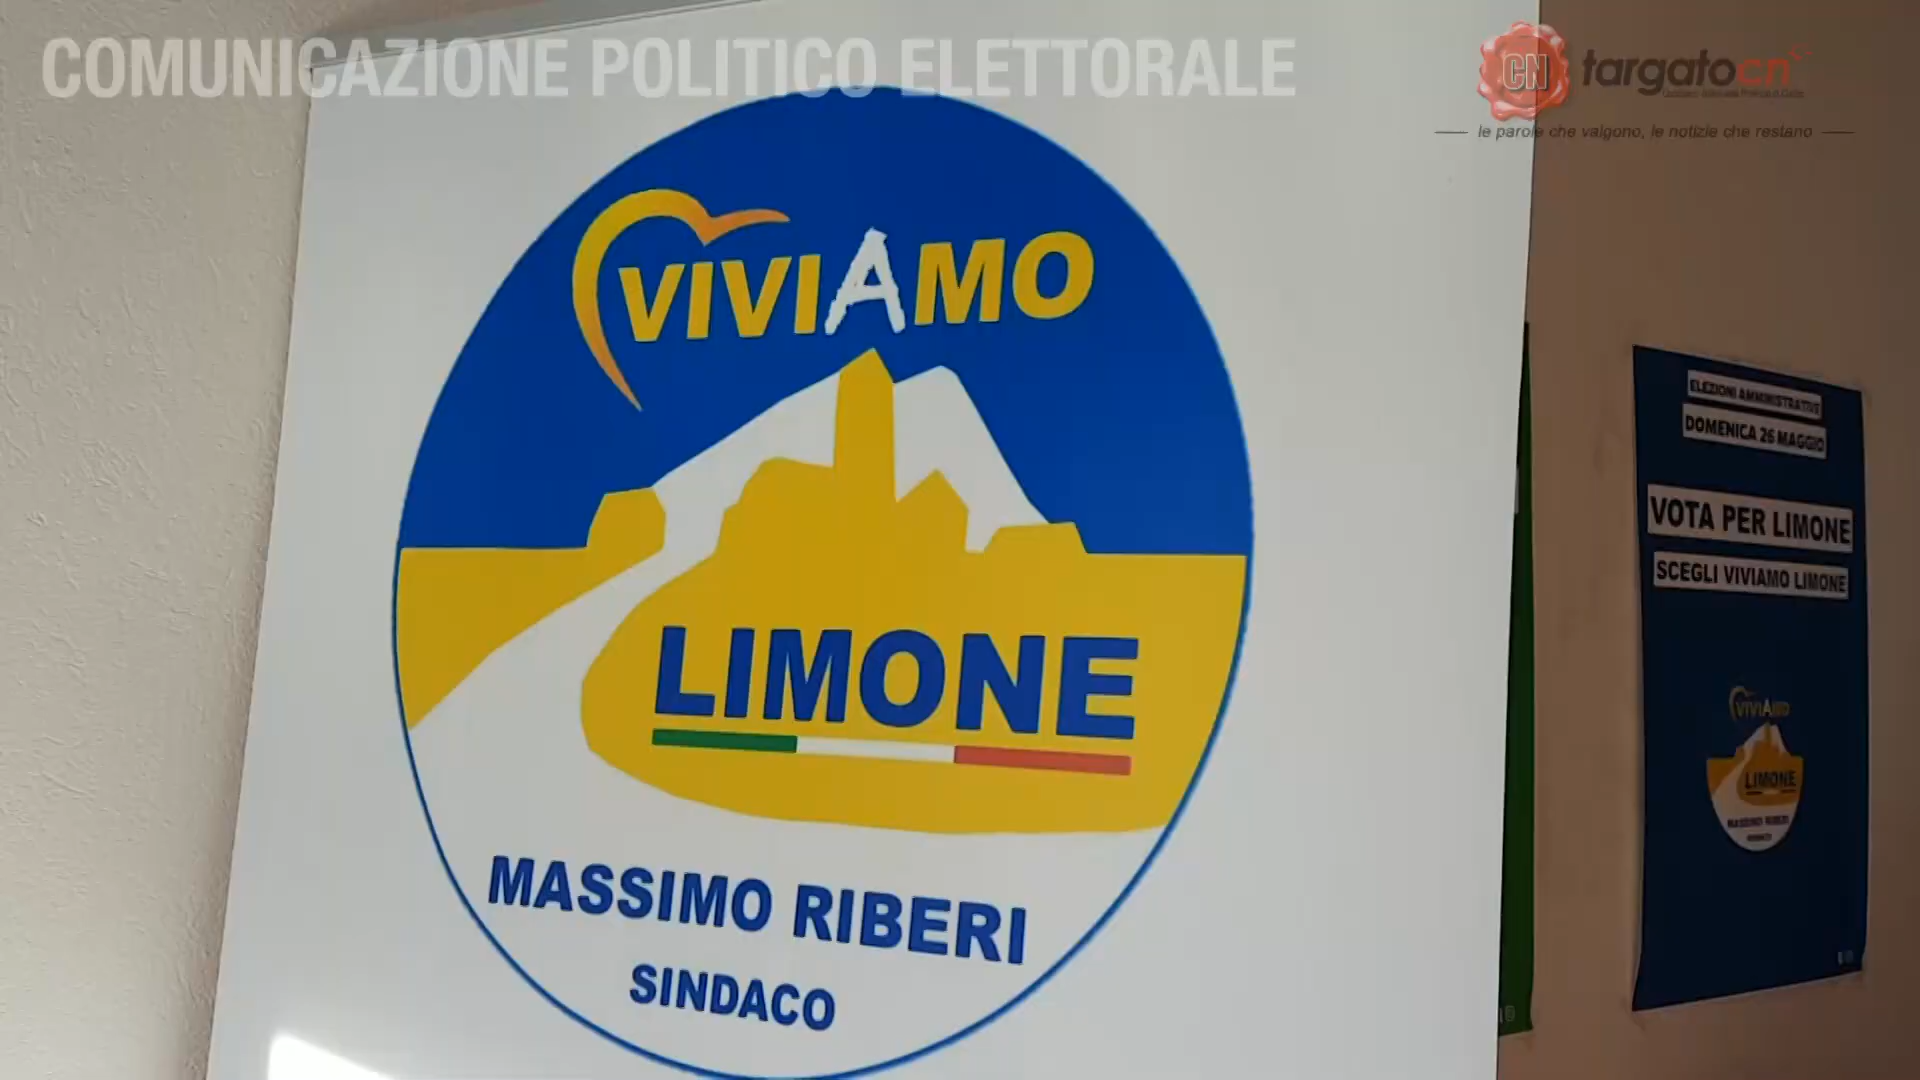 COMUNICAZIONE POLITICO ELETTORALE
CN
targatocn
le parole che valgono, le notizie che restano
VIVIAMO
LIMONE
MASSIMO RIBERI
SINDACO
ELEZIONI AMMINISTRATIVE
DOMENICA 26 MAGGIO
VOTA PER LIMONE
SCEGLI VIVIAMO LIMONE
VIVIAMO
LIMONE
MASSIMO RIBERI
SINDACO